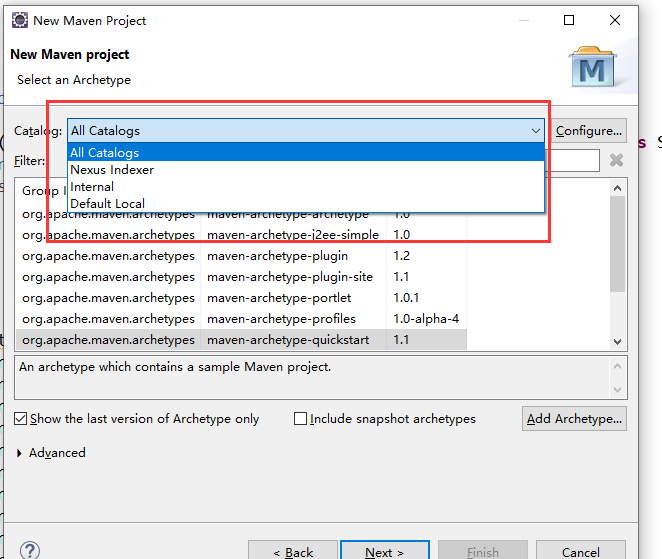 New Maven Project
New Maven project
Select an Archetype
M
Catalog: All Catalogs Configure...
All Catalogs
Nexus Indexer
Internal
Default Local
Filter:
Group I
org.apache.maven.archetypes maven-archetype-archetype 1.0
org.apache.maven.archetypes maven-archetype-j2ee-simple 1.0
org.apache.maven.archetypes maven-archetype-plugin 1.2
org.apache.maven.archetypes maven-archetype-plugin-site 1.1
org.apache.maven.archetypes maven-archetype-portlet 1.0.1
org.apache.maven.archetypes maven-archetype-profiles 1.0-alpha-4
org.apache.maven.archetypes maven-archetype-quickstart 1.1
An archetype which contains a sample Maven project.
Show the last version of Archetype only Include snapshot archetypes Add Archetype...
Advanced
? < Back Next > Finish Cancel